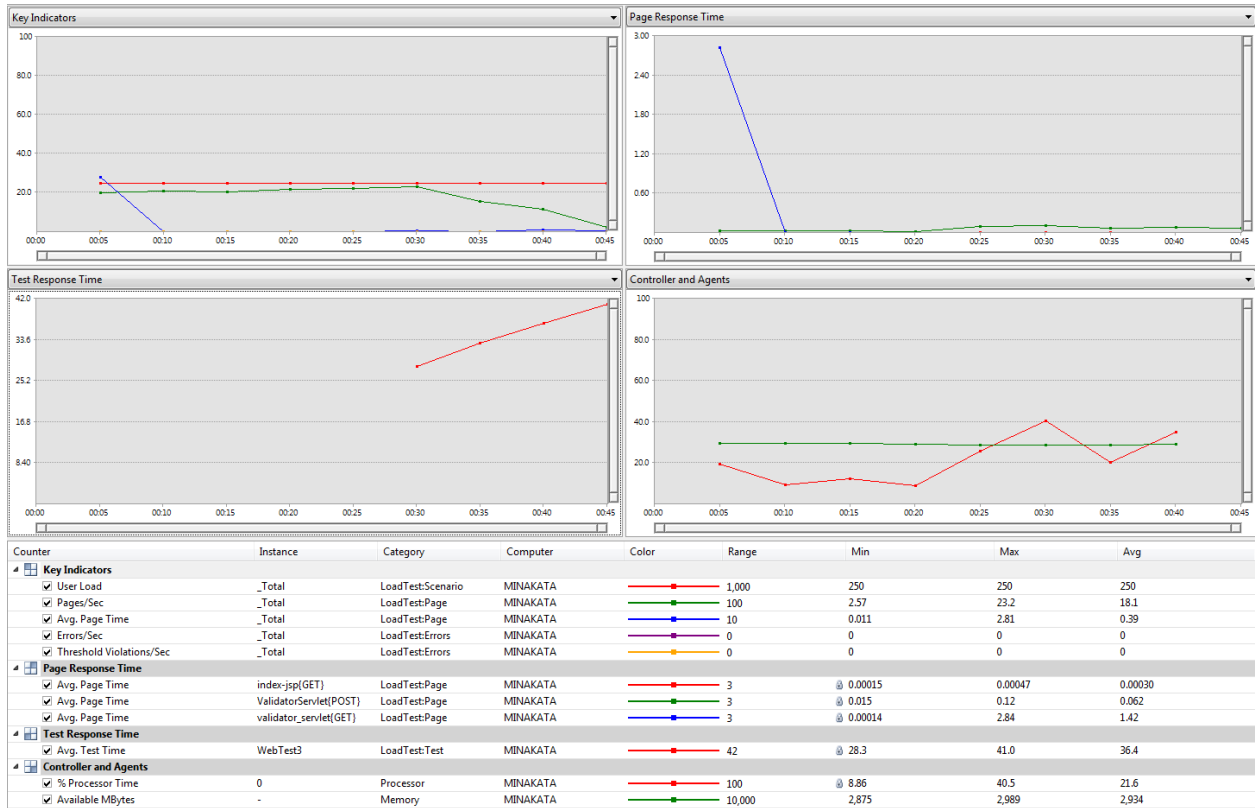 Key Indicators
100
80.0
60.0
40.0
20.0
00:00 00:05 00:10 00:15 00:20 00:25 00:30 00:35 00:40 00:45
Page Response Time
3.00
2.40
1.80
1.20
0.60
00:00 00:05 00:10 00:15 00:20 00:25 00:30 00:35 00:40 00:45
Test Response Time
42.0
33.6
25.2
16.8
8.40
00:00 00:05 00:10 00:15 00:20 00:25 00:30 00:35 00:40 00:45
Controller and Agents
100
80.0
60.0
40.0
20.0
00:00 00:05 00:10 00:15 00:20 00:25 00:30 00:35 00:40 00:45
Counter Instance Category Computer Color Range Min Max Avg
Key Indicators
User Load _Total LoadTest:Scenario MINAKATA 1,000 250 250 250
Pages/Sec _Total LoadTest:Page MINAKATA 100 2.57 23.2 18.1
Avg. Page Time _Total LoadTest:Page MINAKATA 10 0.011 2.81 0.39
Errors/Sec _Total LoadTest:Errors MINAKATA 0 0 0 0
Threshold Violations/Sec _Total LoadTest:Errors MINAKATA 0 0 0 0
Page Response Time
Avg. Page Time index-jsp{GET} LoadTest:Page MINAKATA 3 0.00015 0.00047 0.00030
Avg. Page Time ValidatorServlet{POST} LoadTest:Page MINAKATA 3 0.015 0.12 0.062
Avg. Page Time validator_servlet{GET} LoadTest:Page MINAKATA 3 0.00014 2.84 1.42
Test Response Time
Avg. Test Time WebTest3 LoadTest:Test MINAKATA 42 28.3 41.0 36.4
Controller and Agents
% Processor Time 0 Processor MINAKATA 100 8.86 40.5 21.6
Available MBytes - Memory MINAKATA 10,000 2,875 2,989 2,934